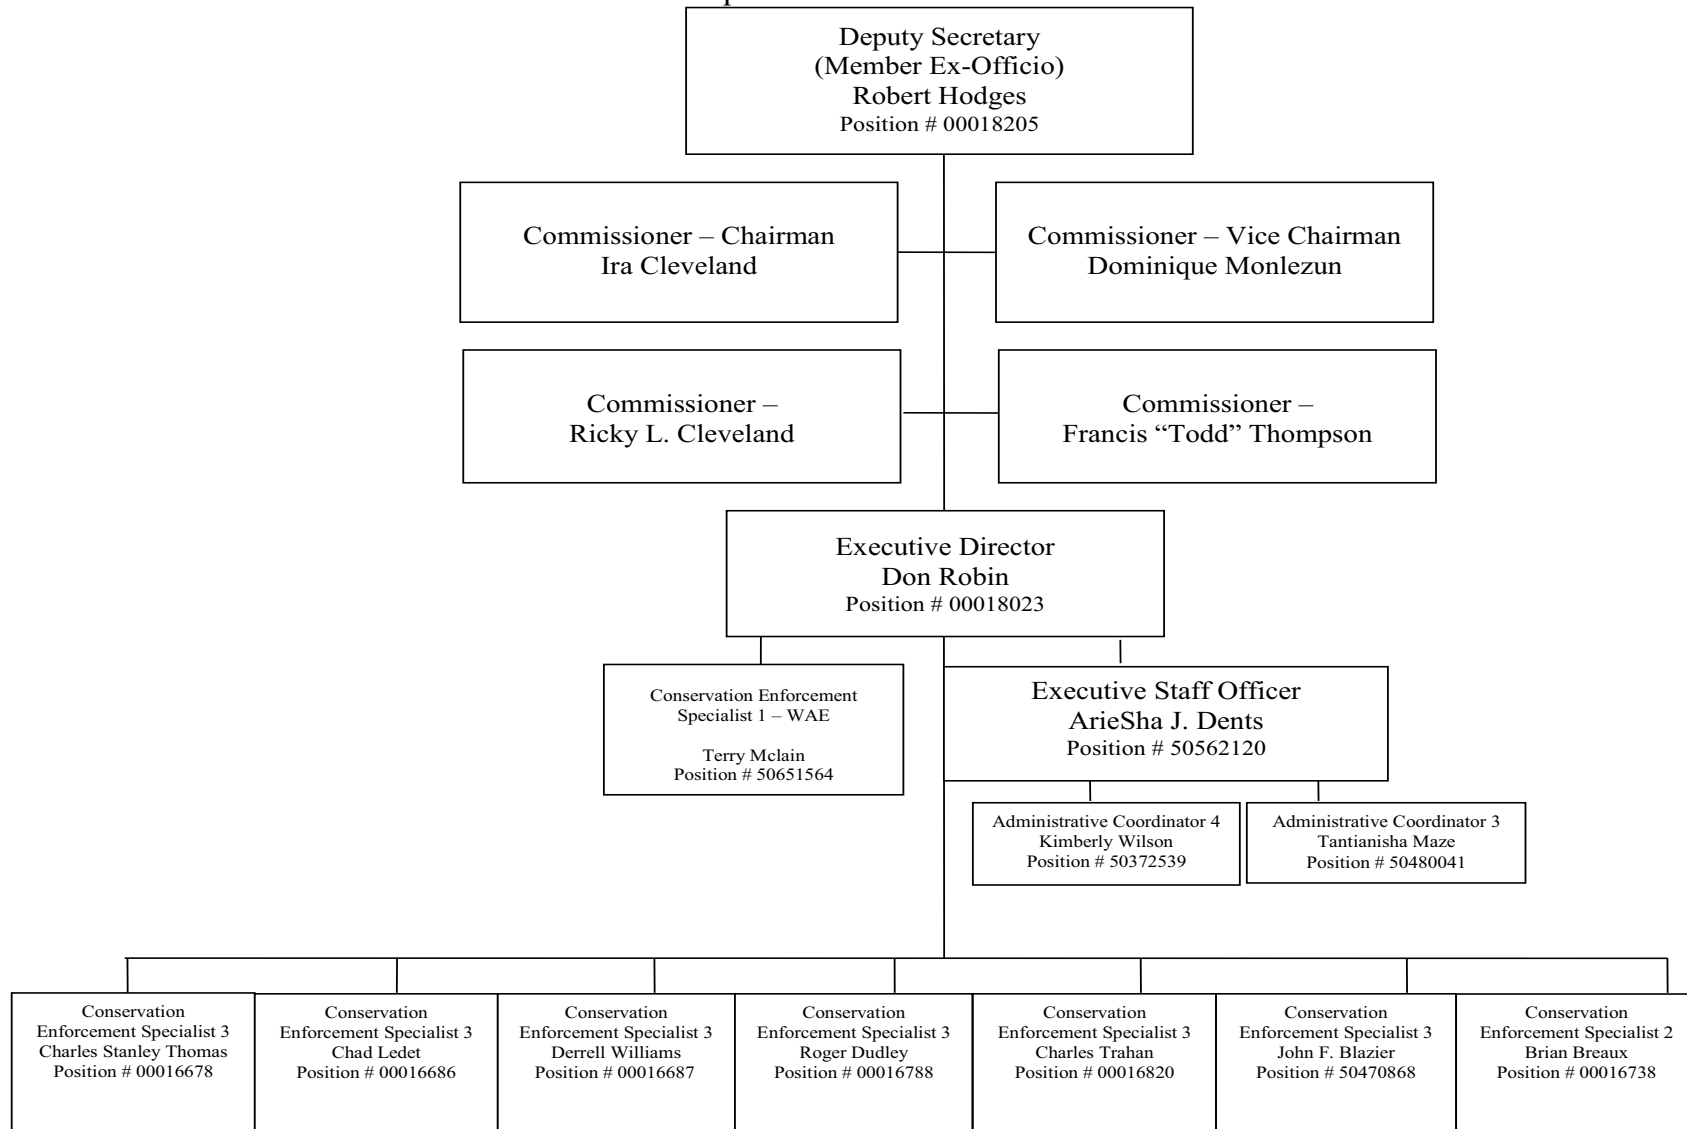 Deputy Secretary
(Member Ex-Officio)
Robert Hodges
Position # 00018205
Commissioner – Chairman
Ira Cleveland
Commissioner – Vice Chairman
Dominique Monlezun
Commissioner –
Ricky L. Cleveland
Commissioner –
Francis “Todd” Thompson
Executive Director
Don Robin
Position # 00018023
Conservation Enforcement
Specialist 1 – WAE
Terry Mclain
Position # 50651564
Executive Staff Officer
ArieSha J. Dents
Position # 50562120
Administrative Coordinator 4
Kimberly Wilson
Position # 50372539
Administrative Coordinator 3
Tantianisha Maze
Position # 50480041
Conservation
Enforcement Specialist 3
Charles Stanley Thomas
Position # 00016678
Conservation
Enforcement Specialist 3
Chad Ledet
Position # 00016686
Conservation
Enforcement Specialist 3
Derrell Williams
Position # 00016687
Conservation
Enforcement Specialist 3
Roger Dudley
Position # 00016788
Conservation
Enforcement Specialist 3
Charles Trahan
Position # 00016820
Conservation
Enforcement Specialist 3
John F. Blazier
Position # 50470868
Conservation
Enforcement Specialist 2
Brian Breaux
Position # 00016738